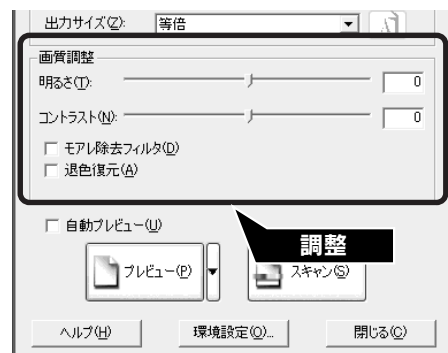 出力サイズ(Z): 等倍
画質調整
明るさ(T): 0
コントラスト(N): 0
モアレ除去フィルタ(D)
退色復元(A)
自動プレビュー(U)
調整
プレビュー(P) スキャン(S)
ヘルプ(H) 環境設定(O)... 閉じる(C)